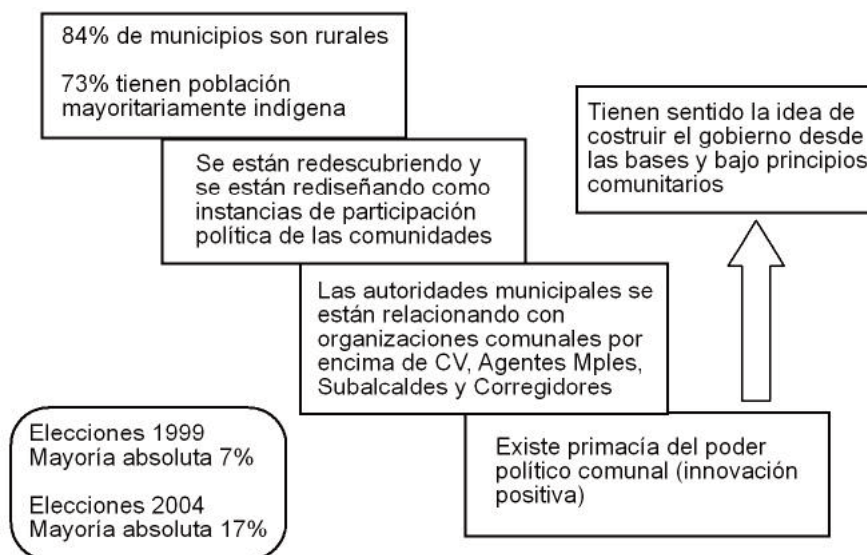 84% de municipios son rurales
73% tienen población
mayoritariamente indígena
Se están redescubriendo y
se están rediseñando como
instancias de participación
política de las comunidades
Las autoridades municipales se
están relacionando con
organizaciones comunales por
encima de CV, Agentes Mples,
Subalcaldes y Corregidores
Existe primacía del poder
político comunal (innovación
positiva)
Tienen sentido la idea de
costruir el gobierno desde
las bases y bajo principios
comunitarios
Elecciones 1999
Mayoría absoluta 7%
Elecciones 2004
Mayoría absoluta 17%